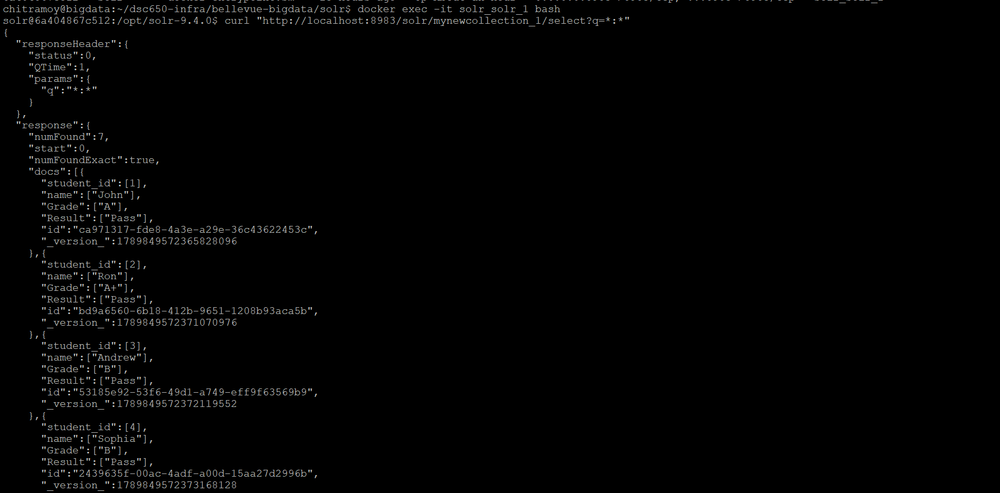 chitramoy@bigdata:~/dsc650-infra/bellevue-bigdata/solr$ docker exec -it solr_solr_1 bash
solr@6a404867c512:/opt/solr-9.4.0$ curl "http://localhost:8983/solr/mynewcollection_1/select?q=*:*"
{
  "responseHeader":{
    "status":0,
    "QTime":1,
    "params":{
      "q":"*:*"
    }
  },
  "response":{
    "numFound":7,
    "start":0,
    "numFoundExact":true,
    "docs":[{
      "student_id":[1],
      "name":["John"],
      "Grade":["A"],
      "Result":["Pass"],
      "id":"ca971317-fde8-4a3e-a29e-36c43622453c",
      "_version_":1789849572365828096
    },{
      "student_id":[2],
      "name":["Ron"],
      "Grade":["A+"],
      "Result":["Pass"],
      "id":"bd9a6560-6b18-412b-9651-1208b93aca5b",
      "_version_":1789849572371070976
    },{
      "student_id":[3],
      "name":["Andrew"],
      "Grade":["B"],
      "Result":["Pass"],
      "id":"53185e92-53f6-49d1-a749-eff9f63569b9",
      "_version_":1789849572372119552
    },{
      "student_id":[4],
      "name":["Sophia"],
      "Grade":["B"],
      "Result":["Pass"],
      "id":"2439635f-00ac-4adf-a00d-15aa27d2996b",
      "_version_":1789849572373168128